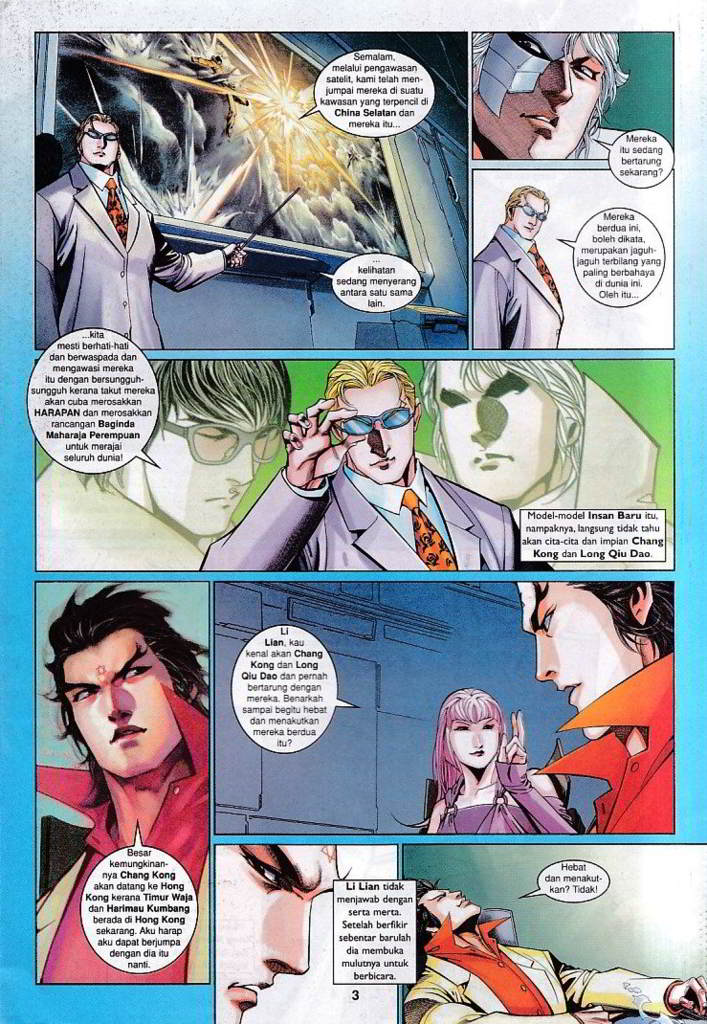 Semalam,
melalui pengawasan
satelit, kami telah men-
jumpai mereka di suatu
kawasan yang terpencil di
China Selatan dan
mereka itu...
...
kelihatan
sedang menyerang
antara satu sama
lain.
Mereka
itu sedang
bertarung
sekarang?
Mereka
berdua ini,
boleh dikata,
merupakan jaguh-
jaguh terbilang yang
paling berbahaya
di dunia ini.
Oleh itu...
...kita
mesti berhati-hati
dan berwaspada dan
mengawasi mereka
itu dengan bersungguh-
sungguh kerana takut mereka
akan cuba merosakkan
HARAPAN dan merosakkan
rancangan Baginda
Maharaja Perempuan
untuk merajai
seluruh dunia!
Model-model Insan Baru itu,
nampaknya, langsung tidak tahu
akan cita-cita dan impian Chang
Kong dan Long Qiu Dao.
Besar
kemungkinan-
nya Chang Kong
akan datang ke Hong
Kong kerana Timur Waja
dan Harimau Kumbang
berada di Hong Kong
sekarang. Aku harap
aku dapat berjumpa
dengan dia itu
nanti.
Li
Lian, kau
kenal akan Chang
Kong dan Long
Qiu Dao dan pernah
bertarung dengan
mereka. Benarkah
sampai begitu hebat
dan menakutkan
mereka berdua
itu?
Li Lian tidak
menjawab dengan
serta merta.
Setelah berfikir
sebentar barulah
dia membuka
mulutnya untuk
berbicara.
Hebat
dan menakut-
kan? Tidak!
3